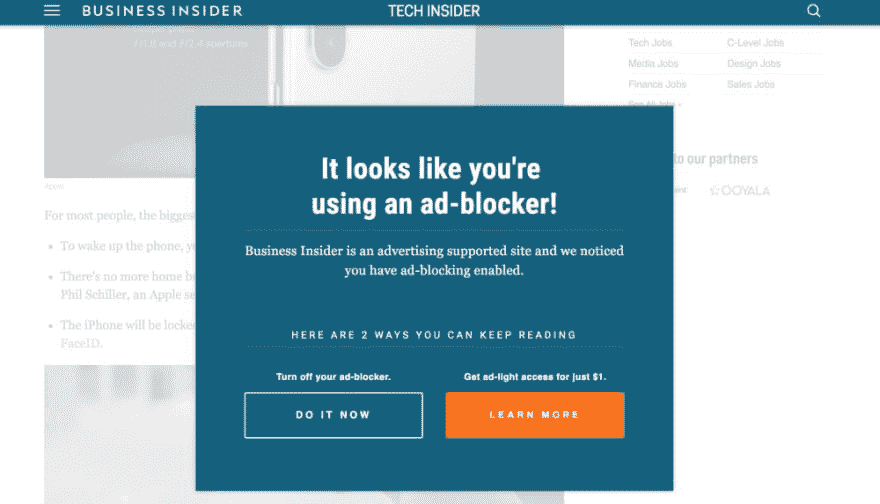 BUSINESS INSIDER
TECH INSIDER
f/1.8 and f/2.4 apertures
Tech Jobs
C-Level Jobs
Media Jobs
Design Jobs
Finance Jobs
Sales Jobs
See All Jobs
to our partners
OOYALA
Apple
For most people, the bigges
To wake up the phone, y
There's no more home b
Phil Schiller, an Apple se
The iPhone will be locke
FaceID.
It looks like you're
using an ad-blocker!
Business Insider is an advertising supported site and we noticed
you have ad-blocking enabled.
HERE ARE 2 WAYS YOU CAN KEEP READING
Turn off your ad-blocker.
Get ad-light access for just $1.
DO IT NOW
LEARN MORE